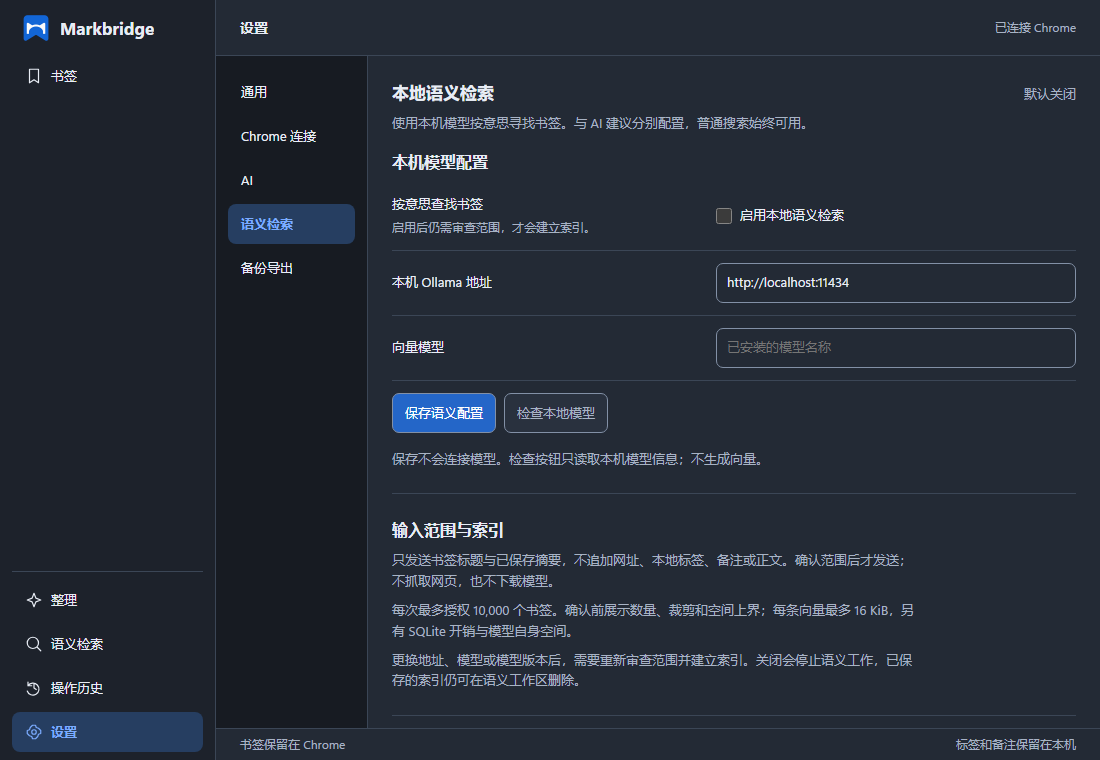 Markbridge
书签
整理
语义检索
操作历史
设置
设置
已连接 Chrome
通用
Chrome 连接
AI
语义检索
备份导出
本地语义检索
默认关闭
使用本机模型按意思寻找书签。与 AI 建议分别配置，普通搜索始终可用。
本机模型配置
按意思查找书签
启用后仍需审查范围，才会建立索引。
启用本地语义检索
本机 Ollama 地址
http://localhost:11434
向量模型
已安装的模型名称
保存语义配置
检查本地模型
保存不会连接模型。检查按钮只读取本机模型信息；不生成向量。
输入范围与索引
只发送书签标题与已保存摘要，不追加网址、本地标签、备注或正文。确认范围后才发送；
不抓取网页，也不下载模型。
每次最多授权 10,000 个书签。确认前展示数量、裁剪和空间上界；每条向量最多 16 KiB，另
有 SQLite 开销与模型自身空间。
更换地址、模型或模型版本后，需要重新审查范围并建立索引。关闭会停止语义工作，已保
存的索引仍可在语义工作区删除。
书签保留在 Chrome
标签和备注保留在本机